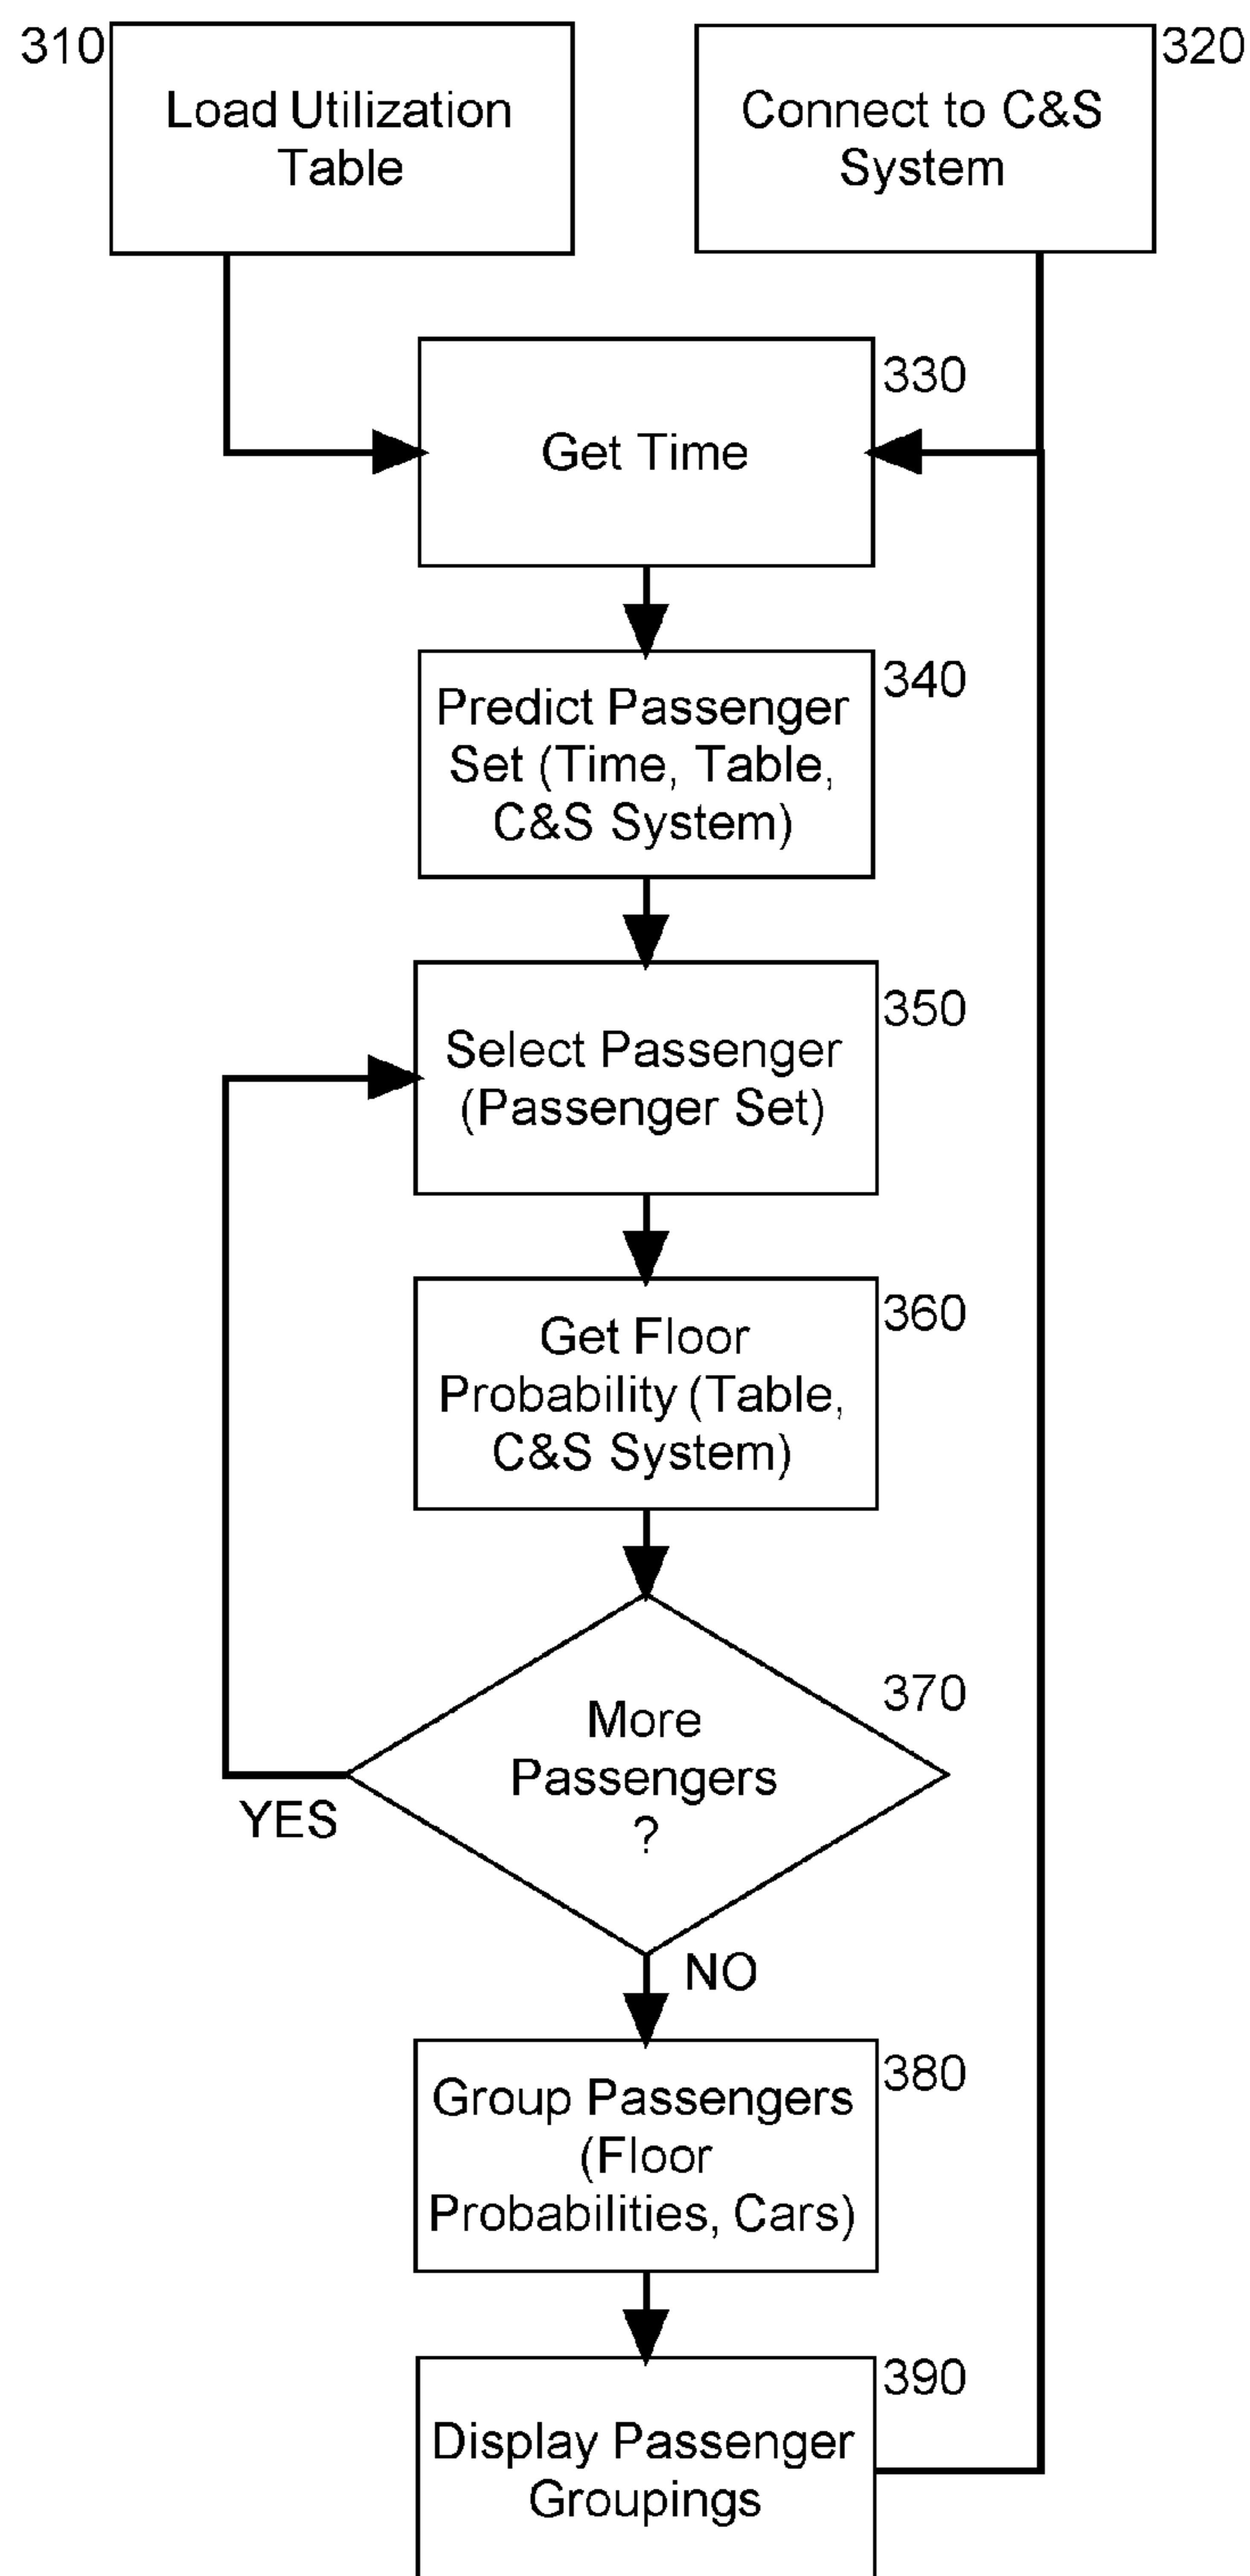 310
Load Utilization
Table
Connect to C&S
System
320
Get Time
330
Predict Passenger
Set (Time, Table,
C&S System)
340
Select Passenger
(Passenger Set)
350
Get Floor
Probability (Table,
C&S System)
360
More
Passengers
?
370
YES
NO
Group Passengers
(Floor
Probabilities, Cars)
380
Display Passenger
Groupings
390